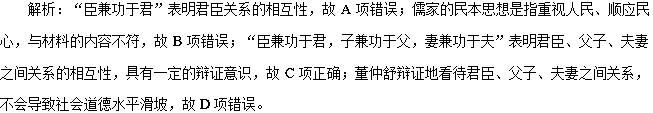 解析：“臣兼功于君”表明君臣关系的相互性，故 A 项错误；儒家的民本思想是指重视人民、顺应民
心，与材料的内容不符，故 B 项错误；“臣兼功于君，子兼功于父，妻兼功于夫”表明君臣、父子、夫妻
之间关系的相互性，具有一定的辩证意识，故 C 项正确；董仲舒辩证地看待君臣、父子、夫妻之间关系，
不会导致社会道德水平滑坡，故 D 项错误。